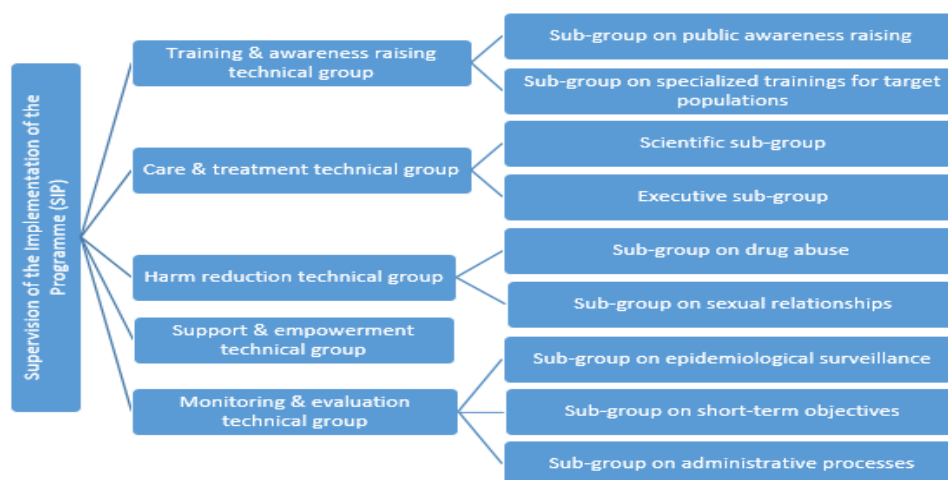 Supervision of the Implementation of the
Programme (SIP)
Training & awareness raising
technical group
Sub-group on public awareness raising
Sub-group on specialized trainings for target
populations
Care & treatment technical group
Scientific sub-group
Executive sub-group
Harm reduction technical group
Sub-group on drug abuse
Sub-group on sexual relationships
Support & empowerment
technical group
Monitoring & evaluation
technical group
Sub-group on epidemiological surveillance
Sub-group on short-term objectives
Sub-group on administrative processes